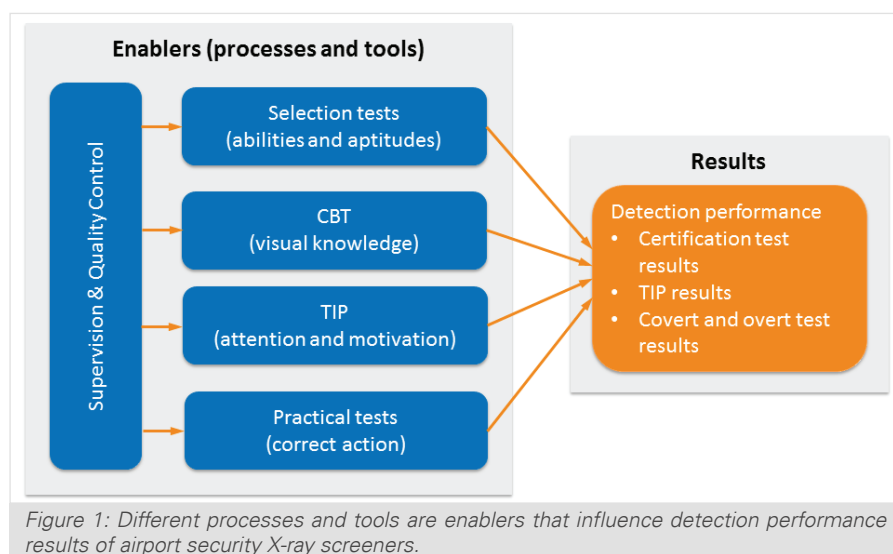 Enablers (processes and tools)
Supervision & Quality Control
Selection tests
(abilities and aptitudes)
CBT
(visual knowledge)
TIP
(attention and motivation)
Practical tests
(correct action)
Results
Detection performance
• Certification test
results
• TIP results
• Covert and overt test
results
Figure 1: Different processes and tools are enablers that influence detection performance
results of airport security X-ray screeners.